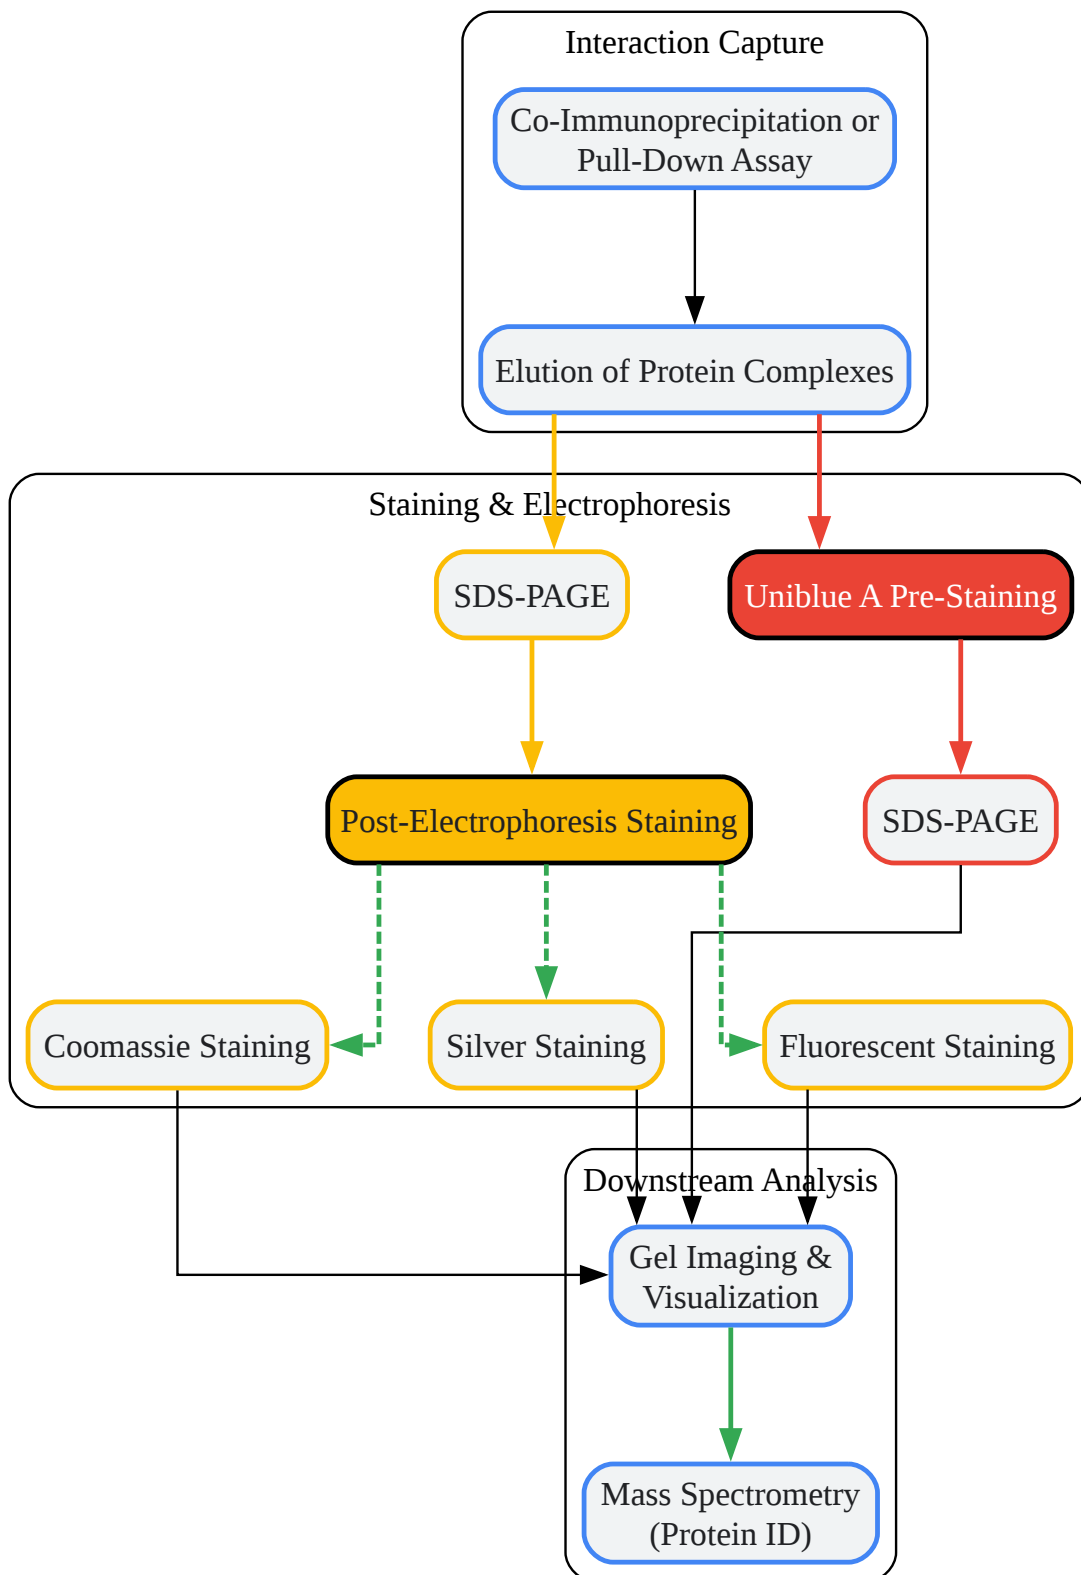 Interaction Capture
Co-Immunoprecipitation or
Pull-Down Assay
Elution of Protein Complexes
Staining & Electrophoresis
SDS-PAGE
Uniblue A Pre-Staining
Post-Electrophoresis Staining
SDS-PAGE
Coomassie Staining
Silver Staining
Fluorescent Staining
Downstream Analysis
Gel Imaging &
Visualization
Mass Spectrometry
(Protein ID)